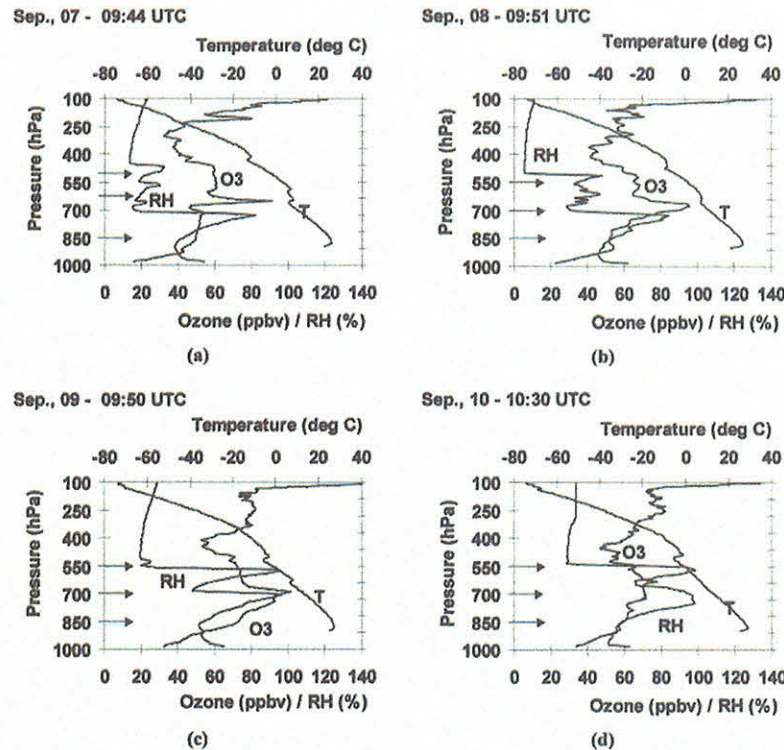 Sep., 07 - 09:44 UTC
Temperature (deg C)
-80 -60 -40 -20 0 20 40
Pressure (hPa)
100
250
400
550
700
850
1000
RH
O3
T
0 20 40 60 80 100 120 140
Ozone (ppbv) / RH (%)
(a)
Sep., 08 - 09:51 UTC
Temperature (deg C)
-80 -60 -40 -20 0 20 40
Pressure (hPa)
100
250
400
550
700
850
1000
RH
O3
T
0 20 40 60 80 100 120 140
Ozone (ppbv) / RH (%)
(b)
Sep., 09 - 09:50 UTC
Temperature (deg C)
-80 -60 -40 -20 0 20 40
Pressure (hPa)
100
250
400
550
700
850
1000
RH
T
O3
0 20 40 60 80 100 120 140
Ozone (ppbv) / RH (%)
(c)
Sep., 10 - 10:30 UTC
Temperature (deg C)
-80 -60 -40 -20 0 20 40
Pressure (hPa)
100
250
400
550
700
850
1000
O3
T
RH
0 20 40 60 80 100 120 140
Ozone (ppbv) / RH (%)
(d)